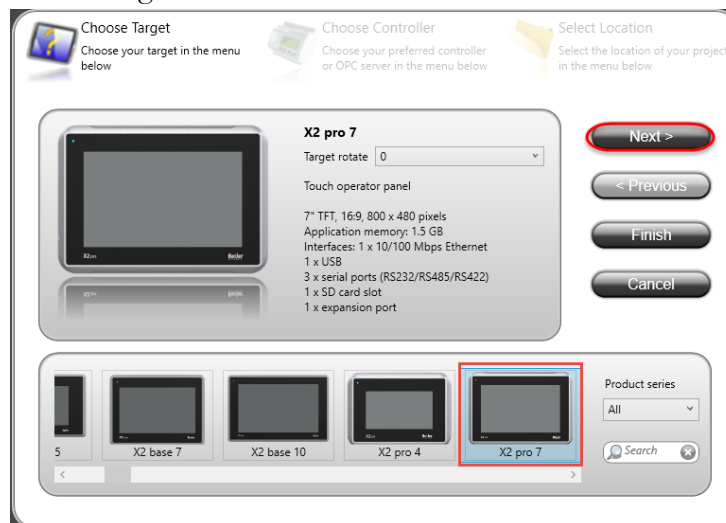 Choose Target
Choose your target in the menu
below
Choose Controller
Choose your preferred controller
or OPC server in the menu below
Select Location
Select the location of your project
in the menu below
X2 pro 7
Target rotate 0
Touch operator panel
7" TFT, 16:9, 800 x 480 pixels
Application memory: 1.5 GB
Interfaces: 1 x 10/100 Mbps Ethernet
1 x USB
3 x serial ports (RS232/RS485/RS422)
1 x SD card slot
1 x expansion port
X2 pro
Beijer
Next >
< Previous
Finish
Cancel
5
X2 base 7
X2 base 10
X2 pro 4
X2 pro 7
Product series
All
Search